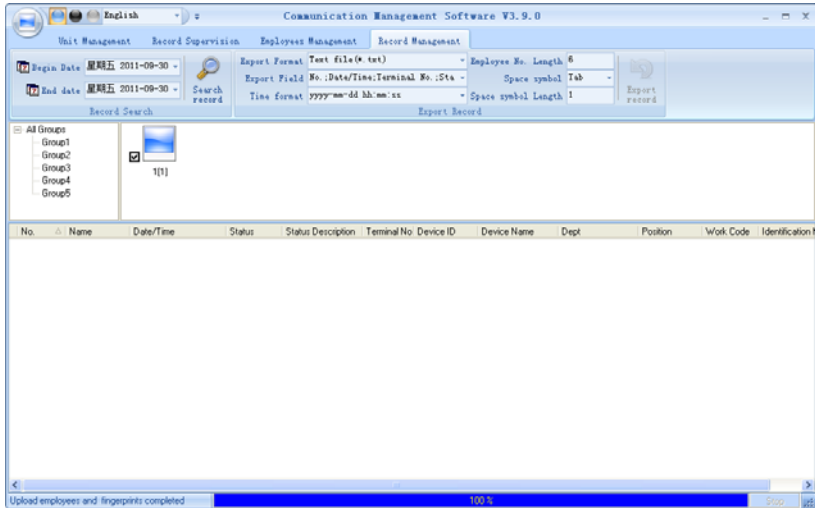 English Communication Management Software V3.9.0
Unit Management Record Supervision Employees Management Record Management
Begin Date 星期五 2011-09-30 Export Format Text file(*.txt) Employee No. Length 6
End date 星期五 2011-09-30 Search record Export Field No.;Date/Time;Terminal No.;Sta Space symbol Tab Export record
Time format yyyy-mm-dd hh:mm:ss Space symbol Length 1
Record Search Export Record
All Groups
Group1
Group2
Group3
1[1]
Group4
Group5
No. Name Date/Time Status Status Description Terminal No Device ID Device Name Dept Position Work Code Identification
Upload employees and fingerprints completed 100 % Stop